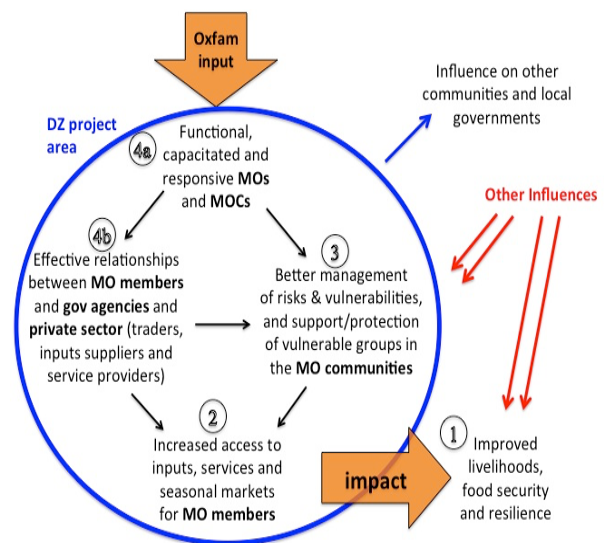 Oxfam
input
DZ project
area
4a
Functional,
capacitated and
responsive MOs
and MOCs
Influence on other
communities and local
governments
Other Influences
4b
Effective relationships
between MO members
and gov agencies and
private sector (traders,
inputs suppliers and
service providers)
3
Better management
of risks & vulnerabilities,
and support/protection
of vulnerable groups in
the MO communities
2
Increased access to
inputs, services and
seasonal markets
for MO members
impact
1
Improved
livelihoods,
food security
and resilience